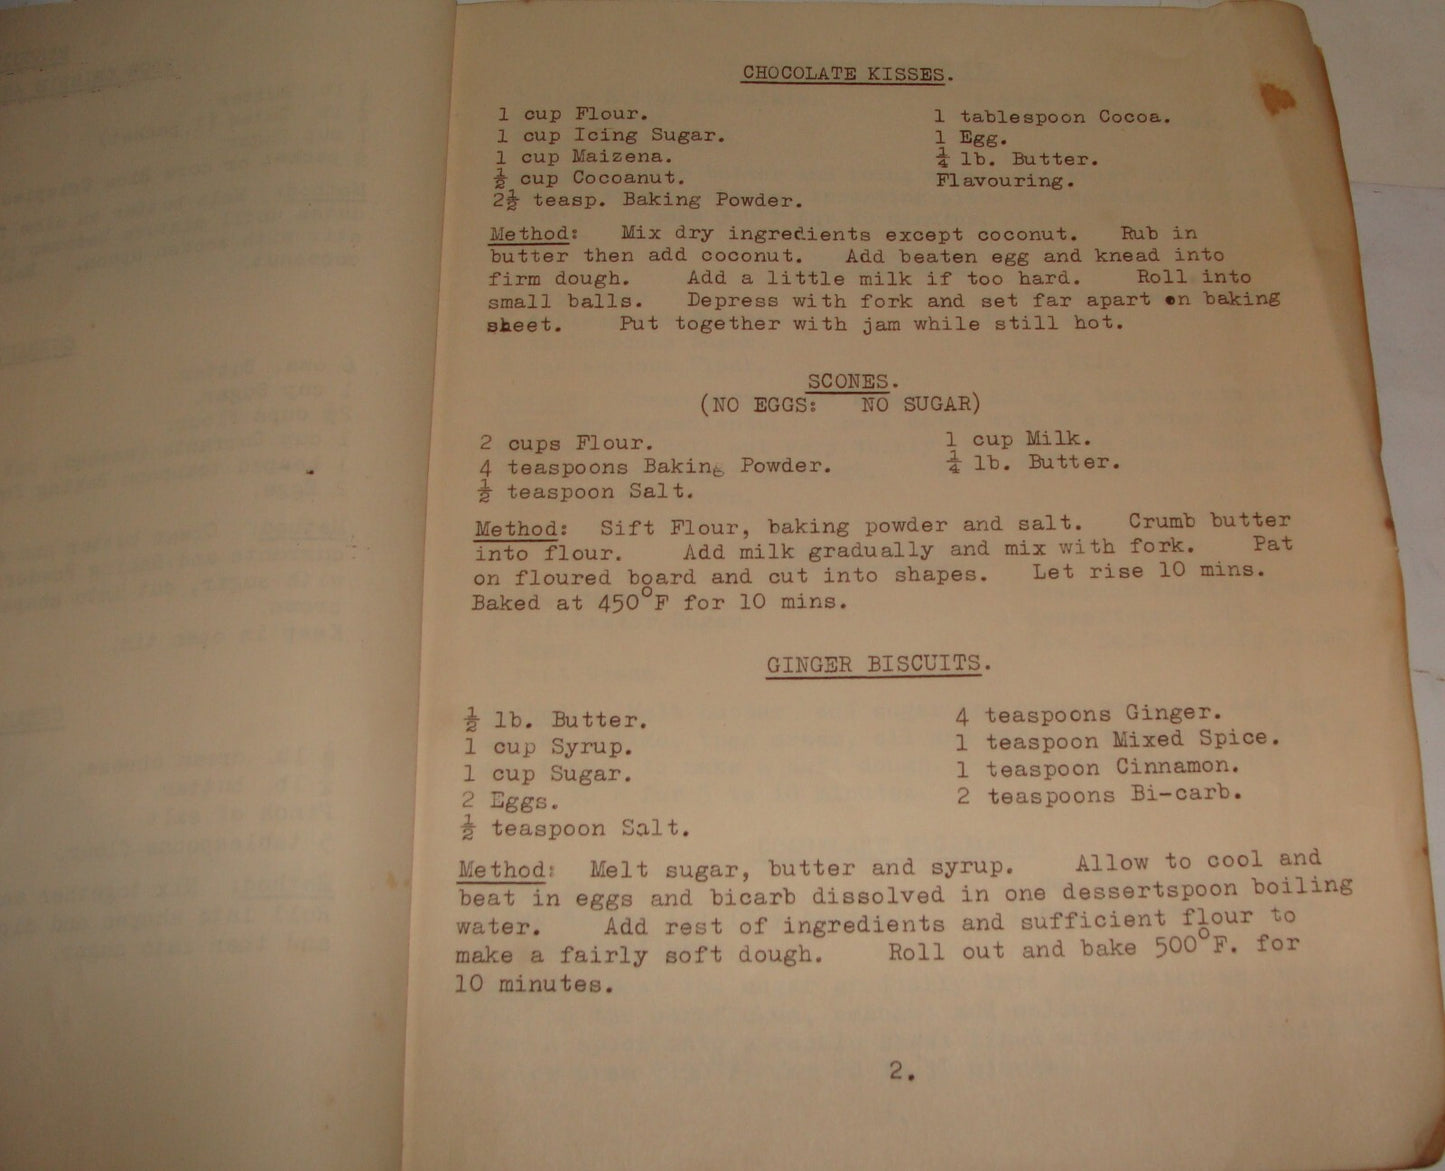 CHOCOLATE KISSES.
1 cup Flour.
1 cup Icing Sugar.
1 cup Maizena.
½ cup Cocoanut.
2½ teasp. Baking Powder.
1 tablespoon Cocoa.
1 Egg.
¼ lb. Butter.
Flavouring.
Method: Mix dry ingredients except coconut. Rub in
butter then add coconut. Add beaten egg and knead into
firm dough. Add a little milk if too hard. Roll into
small balls. Depress with fork and set far apart on baking
sheet. Put together with jam while still hot.
SCONES.
(NO EGGS: NO SUGAR)
2 cups Flour.
4 teaspoons Baking Powder.
½ teaspoon Salt.
1 cup Milk.
¼ lb. Butter.
Method: Sift Flour, baking powder and salt. Crumb butter
into flour. Add milk gradually and mix with fork. Pat
on floured board and cut into shapes. Let rise 10 mins.
Baked at 450°F for 10 mins.
GINGER BISCUITS.
½ lb. Butter.
1 cup Syrup.
1 cup Sugar.
2 Eggs.
½ teaspoon Salt.
4 teaspoons Ginger.
1 teaspoon Mixed Spice.
1 teaspoon Cinnamon.
2 teaspoons Bi-carb.
Method: Melt sugar, butter and syrup. Allow to cool and
beat in eggs and bicarb dissolved in one dessertspoon boiling
water. Add rest of ingredients and sufficient flour to
make a fairly soft dough. Roll out and bake 500°F. for
10 minutes.
2.